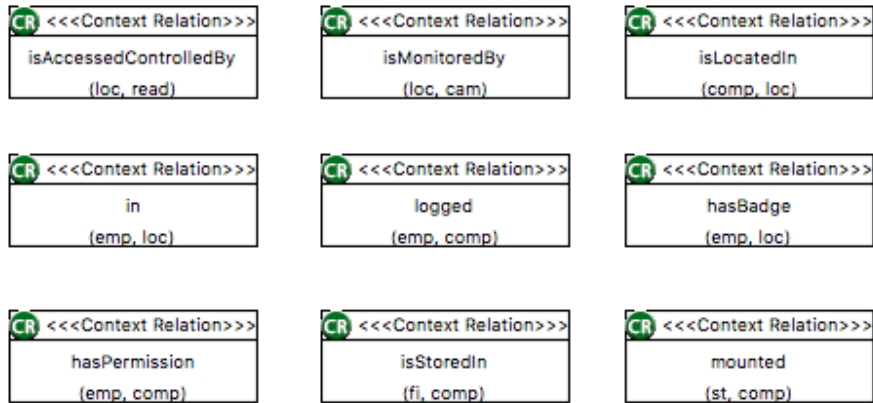 CR <<<Context Relation>>> CR <<<Context Relation>>> CR <<<Context Relation>>>
isAccessedControlledBy isMonitoredBy isLocatedIn
(loc, read) (loc, cam) (comp, loc)
CR <<<Context Relation>>> CR <<<Context Relation>>> CR <<<Context Relation>>>
in logged hasBadge
(emp, loc) (emp, comp) (emp, loc)
CR <<<Context Relation>>> CR <<<Context Relation>>> CR <<<Context Relation>>>
hasPermission isStoredIn mounted
(emp, comp) (fi, comp) (st, comp)